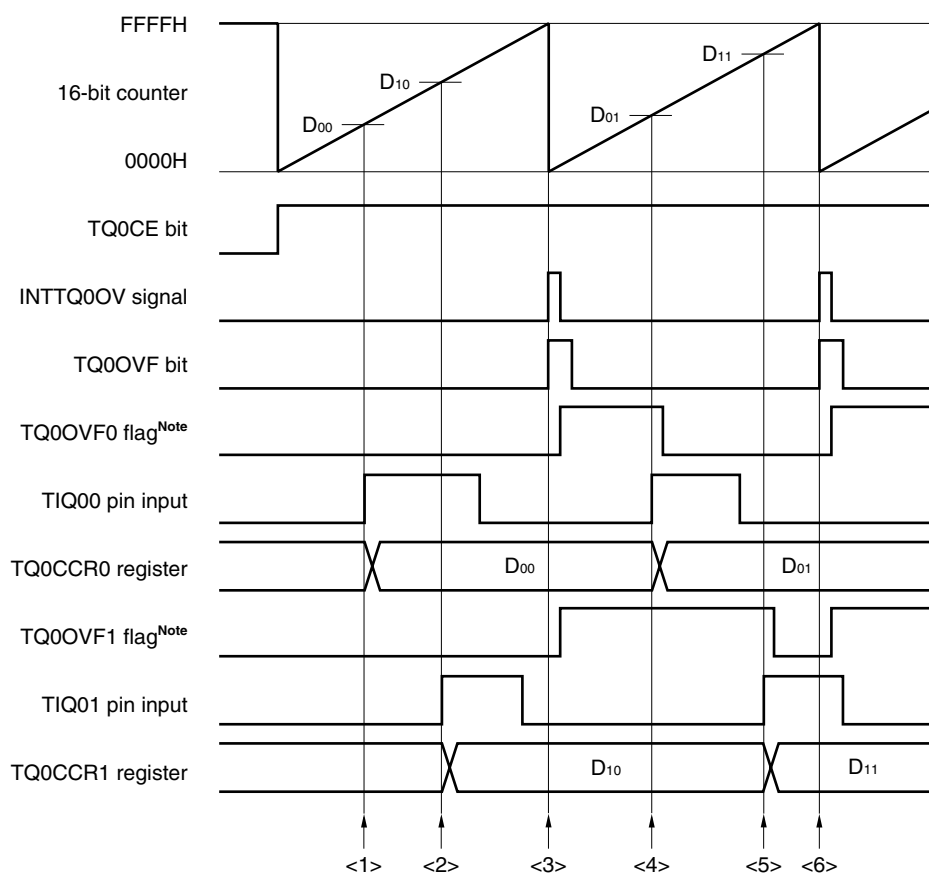 FFFFH
16-bit counter
0000H
D00
D10
D01
D11
TQ0CE bit
INTTQ0OV signal
TQ0OVF bit
TQ0OVF0 flagNote
TIQ00 pin input
TQ0CCR0 register
D00
D01
TQ0OVF1 flagNote
TIQ01 pin input
TQ0CCR1 register
D10
D11
<1> <2> <3> <4> <5> <6>